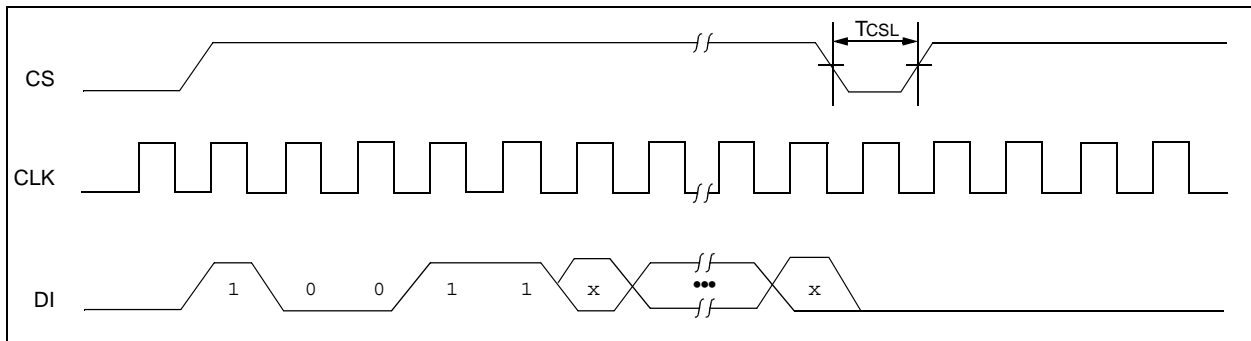 TCSL
CS
CLK
DI 1 0 0 1 1 x ••• x